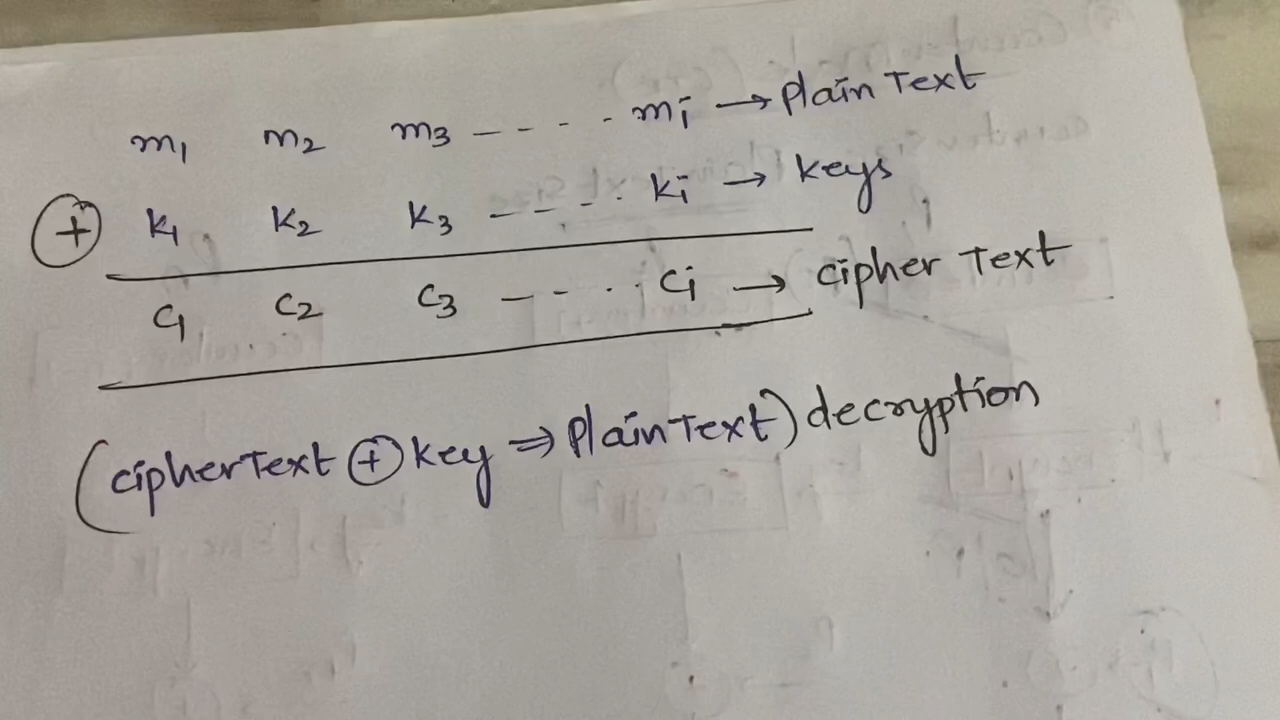 m₁ m₂ m₃ - - - - · mi → plain Text
⊕ k₁ k₂ k₃ - - - - · ki → keys
c₁ c₂ c₃ - - · · · ci → cipher Text
(cipherText ⊕ key ⇒ plainText) decryption